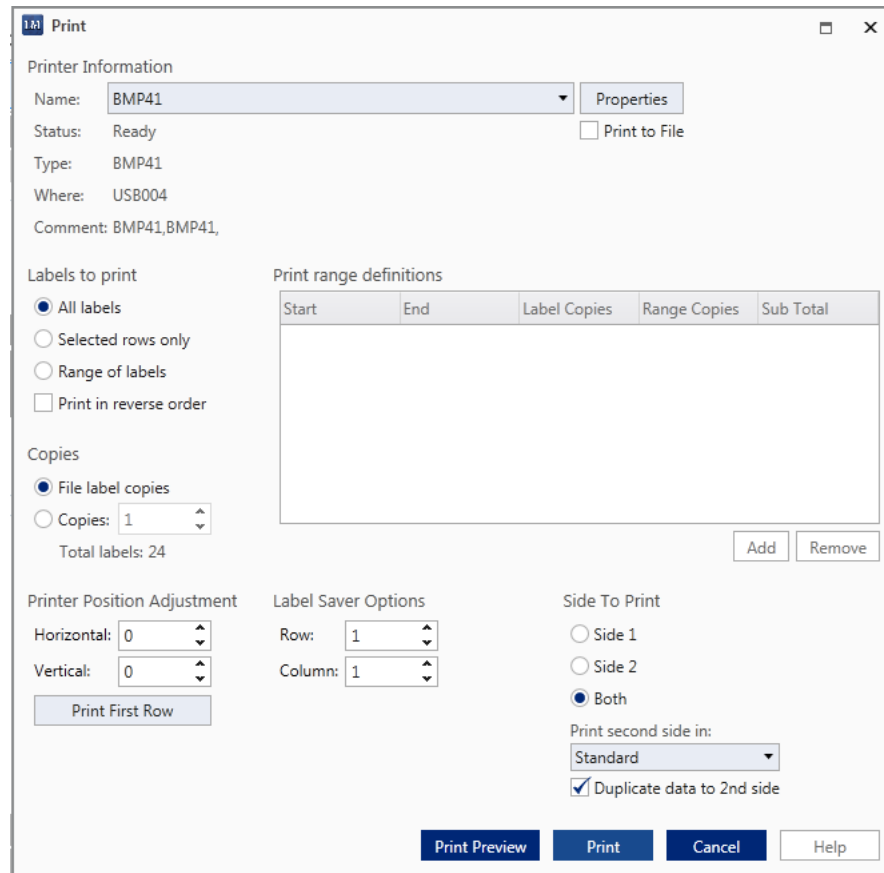 Print
Printer Information
Name: BMP41 Properties
Status: Ready Print to File
Type: BMP41
Where: USB004
Comment: BMP41,BMP41,
Labels to print Print range definitions
All labels Start End Label Copies Range Copies Sub Total
Selected rows only
Range of labels
Print in reverse order
Copies
File label copies
Copies: 1
Total labels: 24 Add Remove
Printer Position Adjustment Label Saver Options Side To Print
Horizontal: 0 Row: 1 Side 1
Vertical: 0 Column: 1 Side 2
Print First Row Both
Print second side in:
Standard
Duplicate data to 2nd side
Print Preview Print Cancel Help